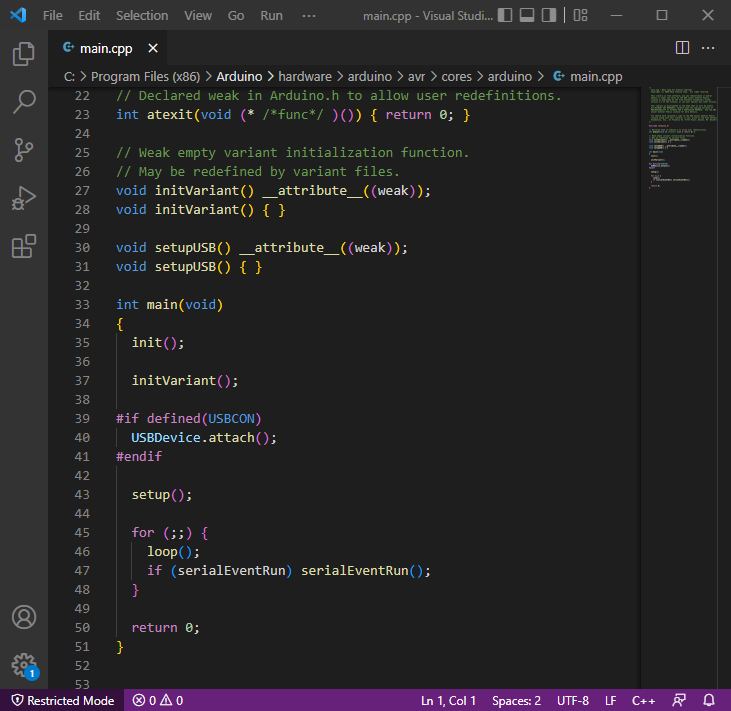 File Edit Selection View Go Run ··· main.cpp - Visual Studi...
main.cpp
C: > Program Files (x86) > Arduino > hardware > arduino > avr > cores > arduino > main.cpp
22 // Declared weak in Arduino.h to allow user redefinitions.
23 int atexit(void (* /*func*/ )()) { return 0; }
24
25 // Weak empty variant initialization function.
26 // May be redefined by variant files.
27 void initVariant() __attribute__((weak));
28 void initVariant() { }
29
30 void setupUSB() __attribute__((weak));
31 void setupUSB() { }
32
33 int main(void)
34 {
35 init();
36
37 initVariant();
38
39 #if defined(USBCON)
40 USBDevice.attach();
41 #endif
42
43 setup();
44
45 for (;;) {
46 loop();
47 if (serialEventRun) serialEventRun();
48 }
49
50 return 0;
51 }
52
53
1
Restricted Mode 0 0 Ln 1, Col 1 Spaces: 2 UTF-8 LF C++